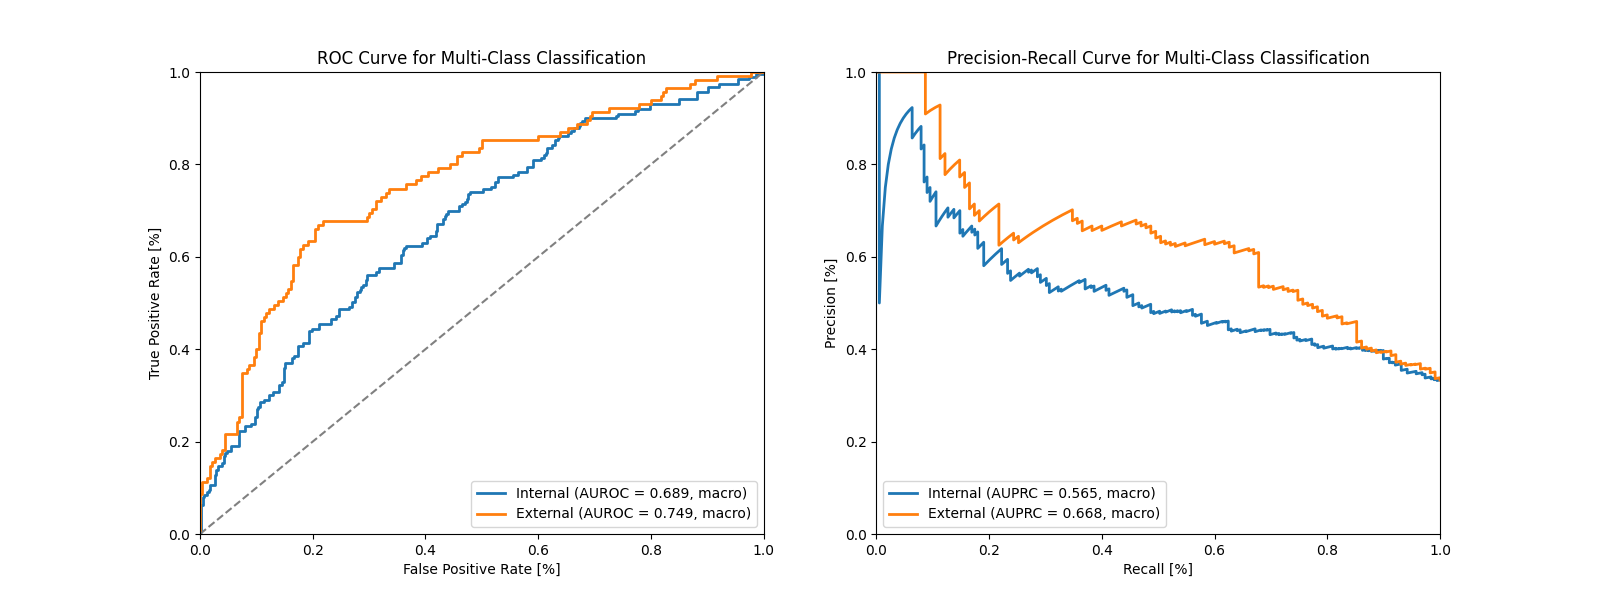 ROC Curve for Multi-Class Classification
1.0
0.8
0.6
0.4
0.2
0.0
True Positive Rate [%]
Internal (AUROC = 0.689, macro)
External (AUROC = 0.749, macro)
0.0 0.2 0.4 0.6 0.8 1.0
False Positive Rate [%]
Precision-Recall Curve for Multi-Class Classification
1.0
0.8
0.6
0.4
0.2
0.0
Precision [%]
Internal (AUPRC = 0.565, macro)
External (AUPRC = 0.668, macro)
0.0 0.2 0.4 0.6 0.8 1.0
Recall [%]